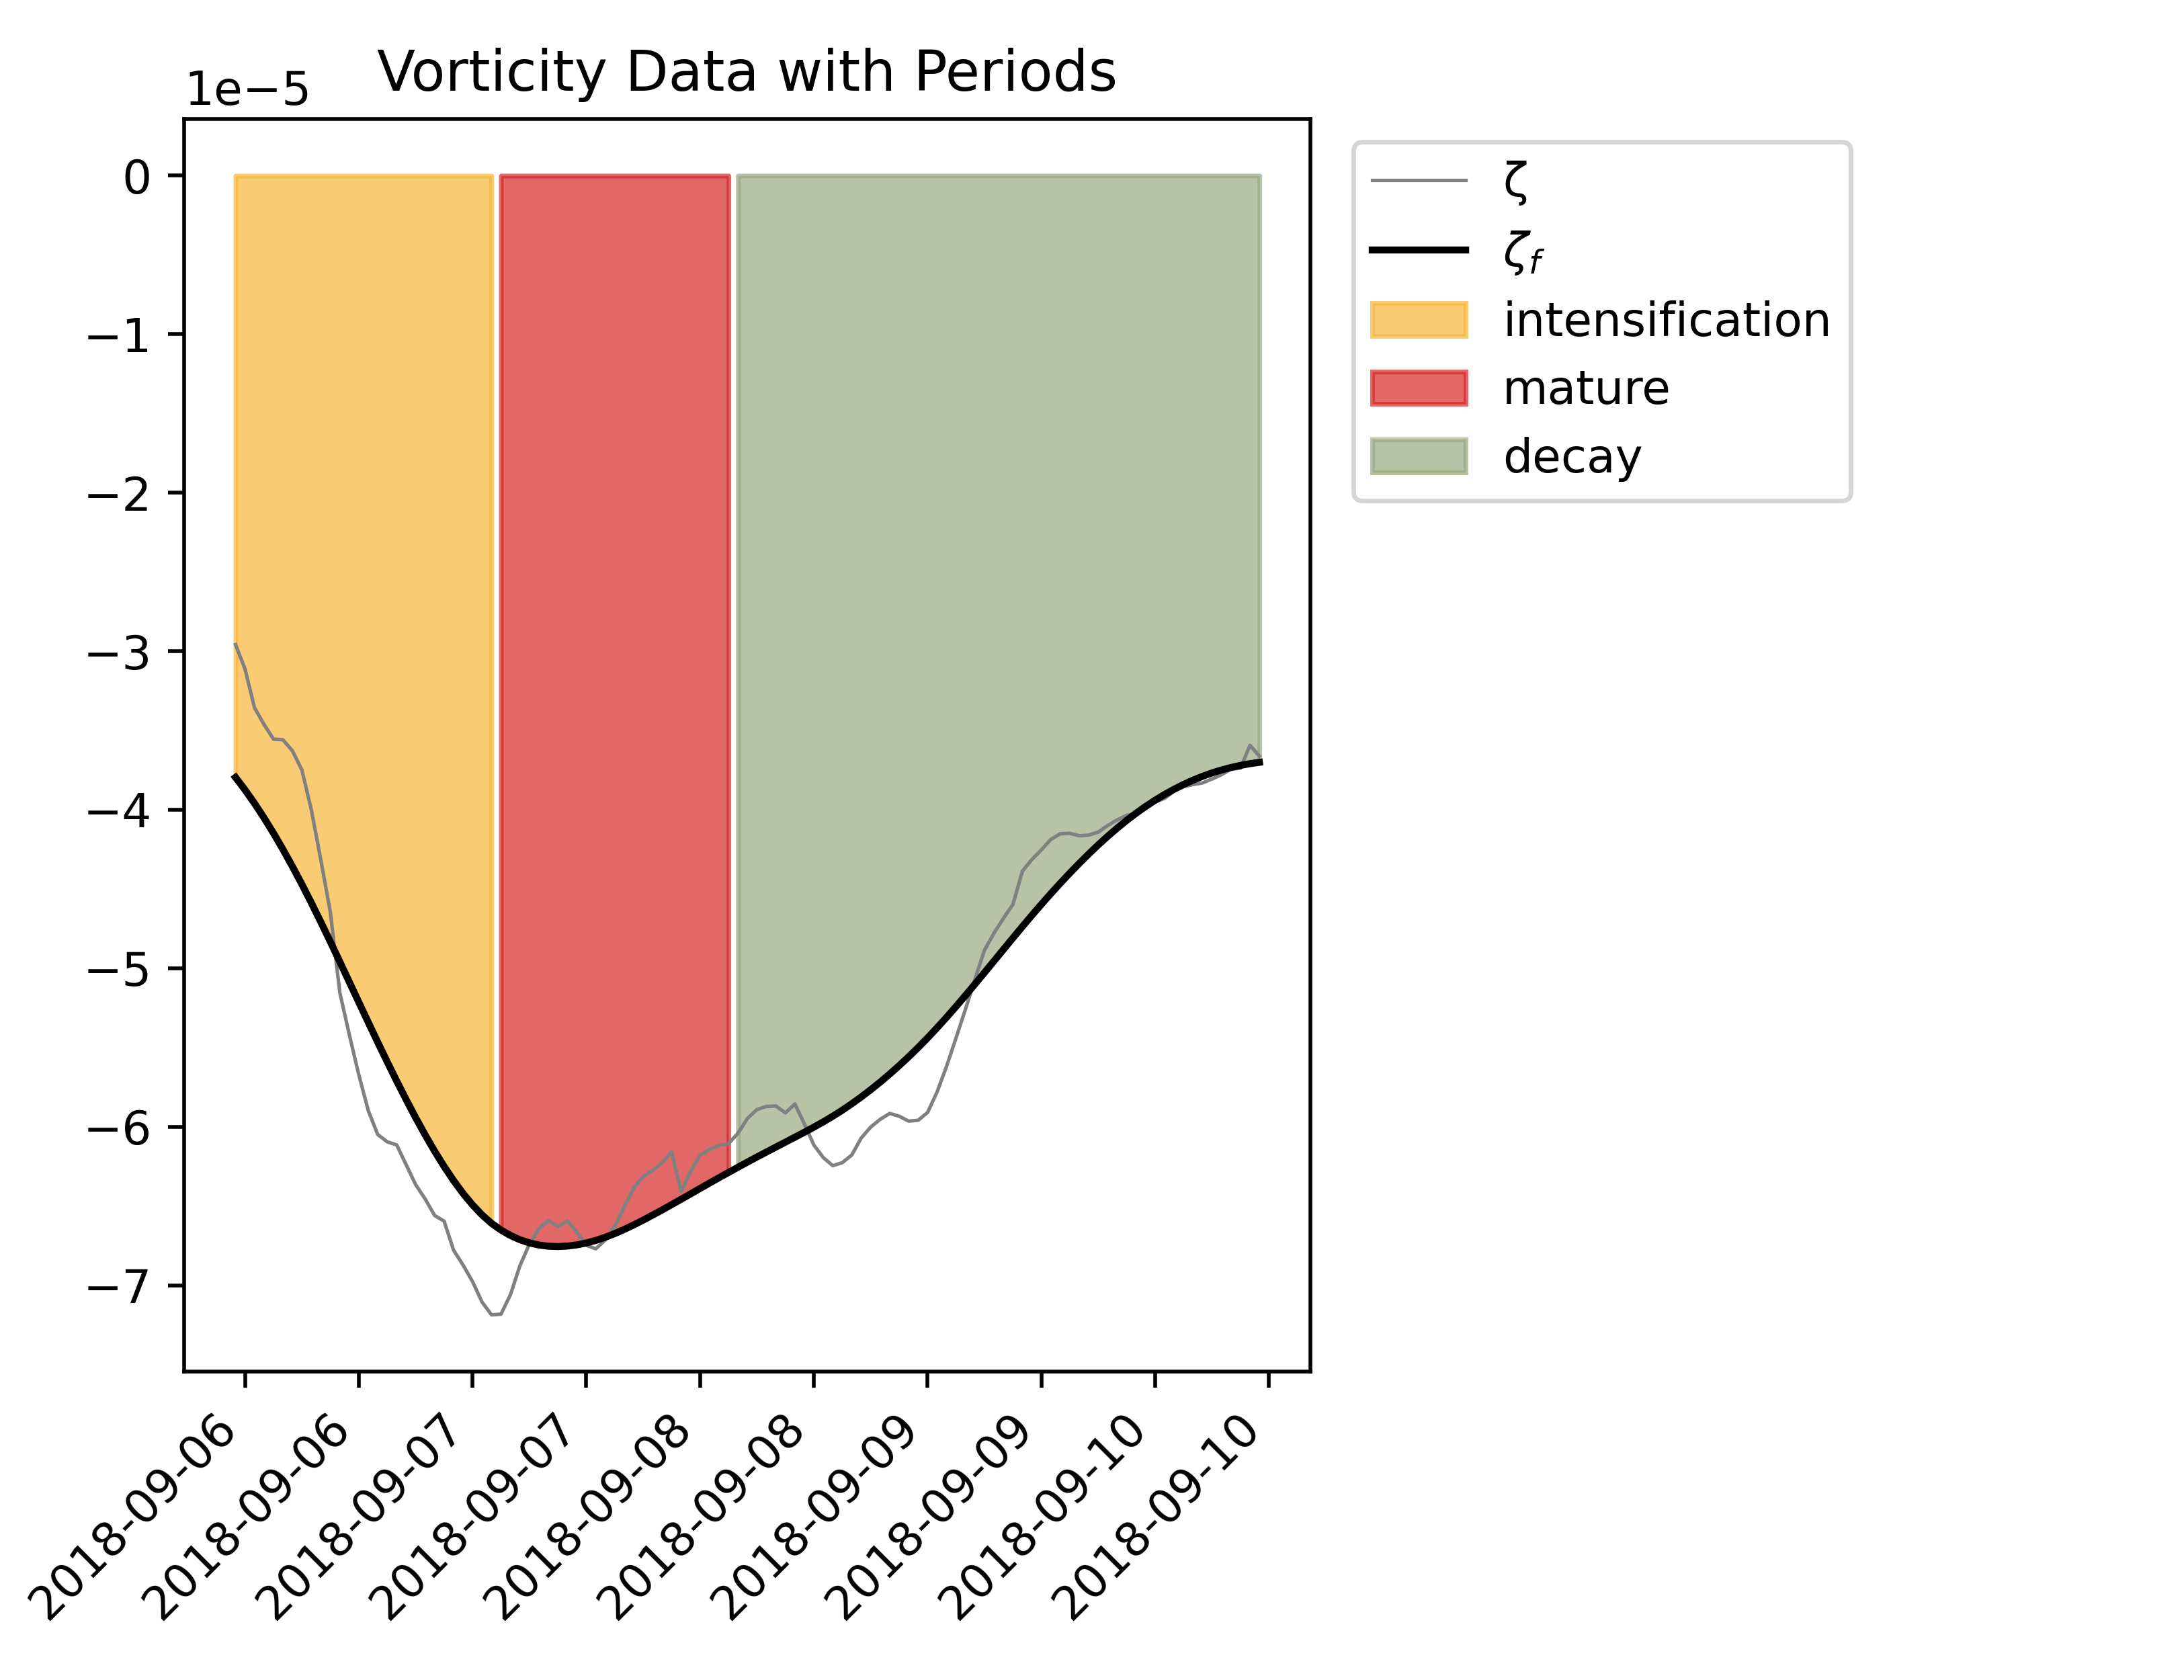 Vorticity Data with Periods
1e−5
0
−1
−2
−3
−4
−5
−6
−7
2018-09-06
2018-09-06
2018-09-07
2018-09-07
2018-09-08
2018-09-08
2018-09-09
2018-09-09
2018-09-10
2018-09-10
ζ
ζf
intensification
mature
decay